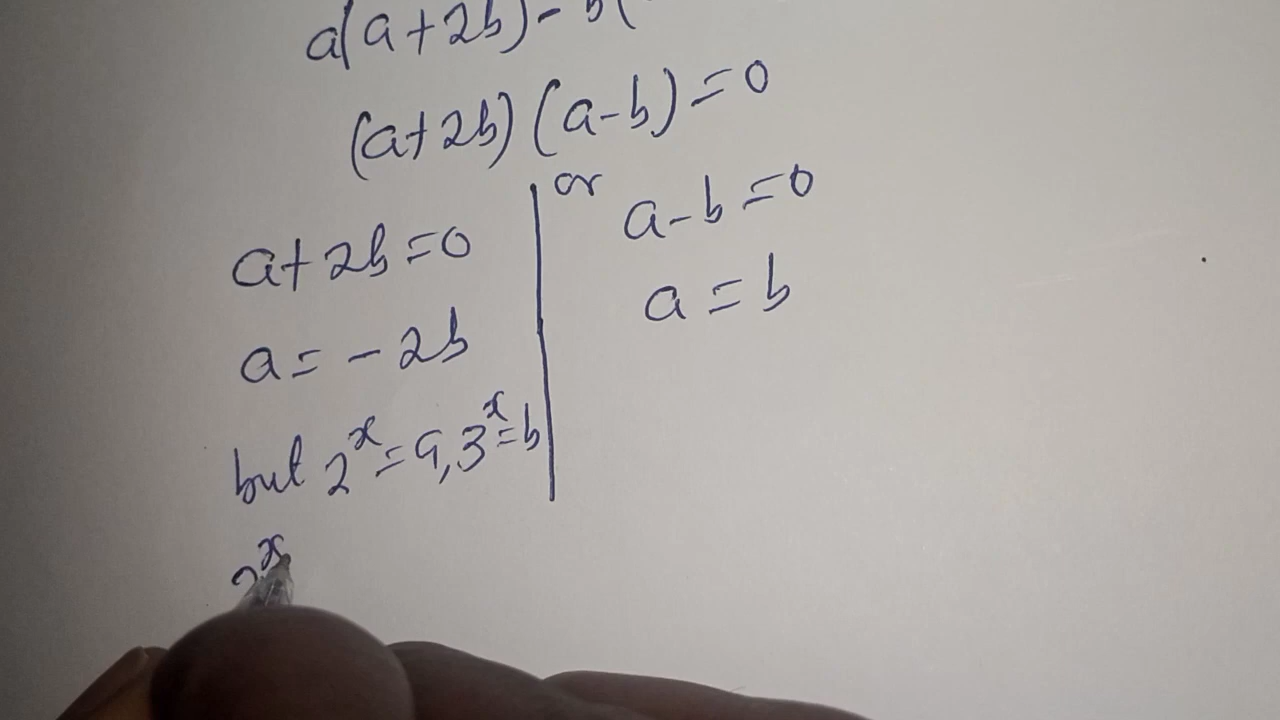 a(a+2b)-b(
(a+2b)(a-b)=0
or
a+2b=0
a-b=0
a=-2b
a=b
but 2^x=a, 3^x=b
2^x